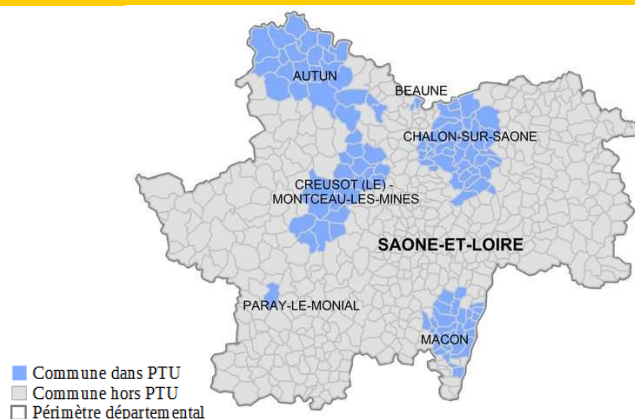 AUTUN
BEAUNE
CHALON-SUR-SAONE
CREUSOT (LE) -
MONTCEAU-LES-MINES
SAONE-ET-LOIRE
PARAY-LE-MONIAL
MACON
Commune dans PTU
Commune hors PTU
Périmètre départemental